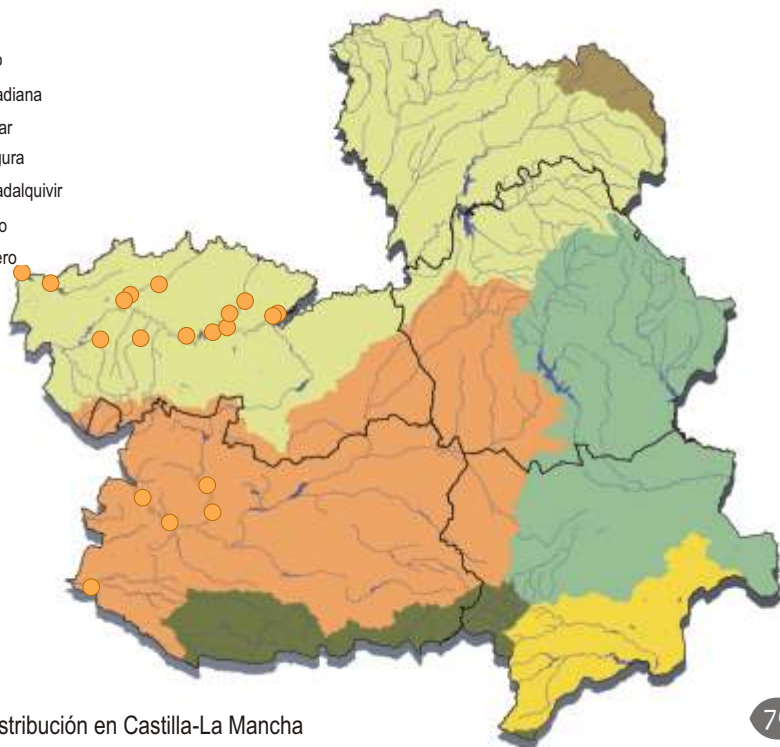 o
adiana
ar
gura
adalquivir
o
ero
stribución en Castilla-La Mancha